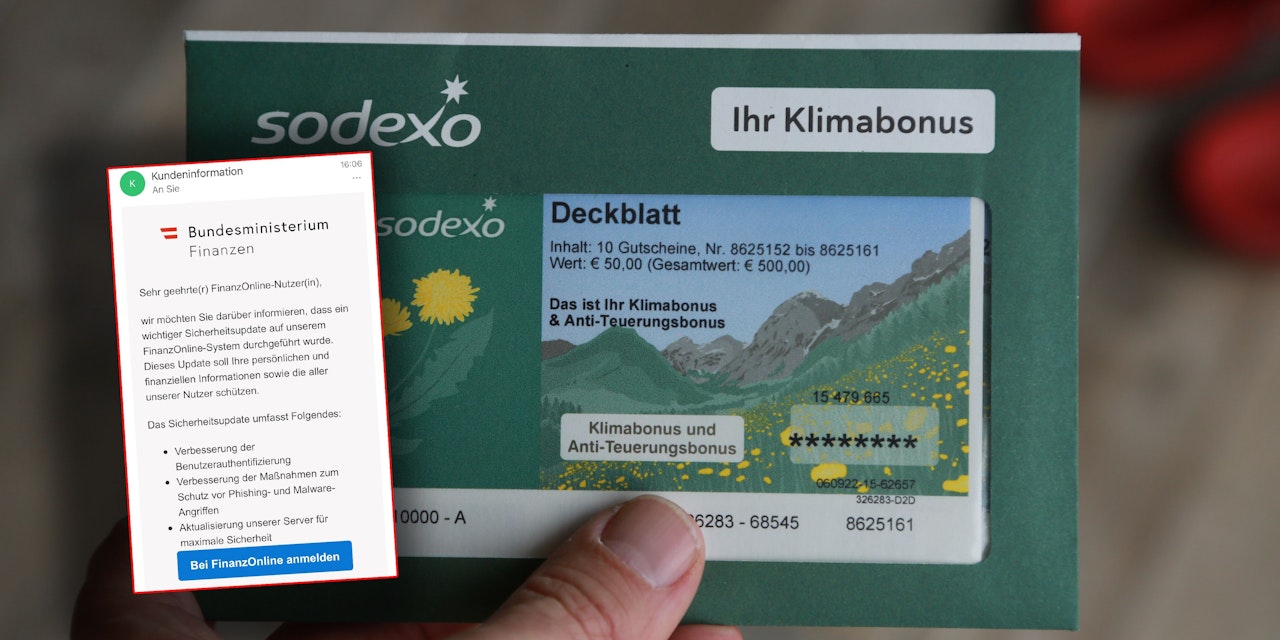 sodexo
Ihr Klimabonus
sodexo
Deckblatt
Inhalt: 10 Gutscheine, Nr. 8625152 bis 8625161
Wert: € 50,00 (Gesamtwert: € 500,00)
Das ist Ihr Klimabonus
& Anti-Teuerungsbonus
15 479 665
Klimabonus und
Anti-Teuerungsbonus
********
060922-15-62657
326283-D2D
10000 - A
6283 - 68545
8625161
K
Kundeninformation
16:06
An Sie
...
Bundesministerium
Finanzen
Sehr geehrte(r) FinanzOnline-Nutzer(in),
wir möchten Sie darüber informieren, dass ein
wichtiger Sicherheitsupdate auf unserem
FinanzOnline-System durchgeführt wurde.
Dieses Update soll Ihre persönlichen und
finanziellen Informationen sowie die aller
unserer Nutzer schützen.
Das Sicherheitsupdate umfasst Folgendes:
• Verbesserung der
Benutzerauthentifizierung
• Verbesserung der Maßnahmen zum
Schutz vor Phishing- und Malware-
Angriffen
• Aktualisierung unserer Server für
maximale Sicherheit
Bei FinanzOnline anmelden